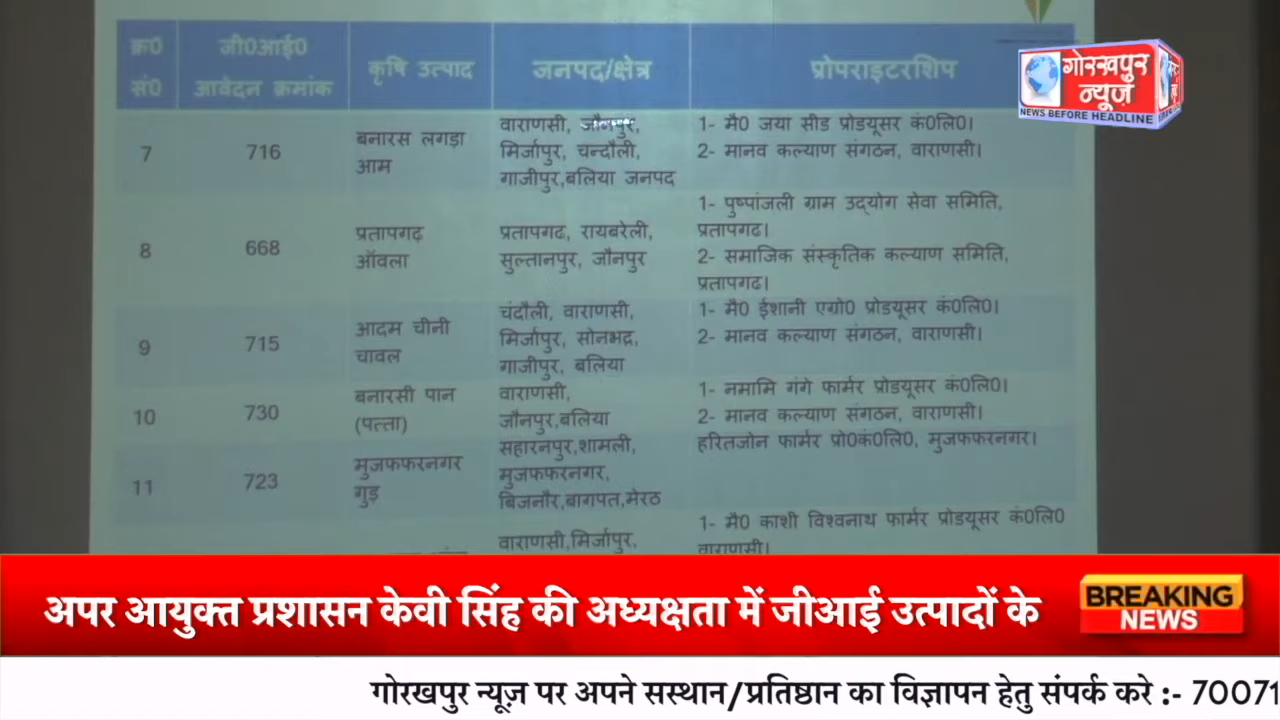 क्र0 सं0
जी0आई0 आवेदन क्रमांक
कृषि उत्पाद
जनपद/क्षेत्र
प्रोपराइटरशिप
गोरखपुर
न्यूज़
NEWS BEFORE HEADLINE
7
716
बनारस लगड़ा
आम
वाराणसी, जौनपुर,
मिर्जापुर, चन्दौली,
गाजीपुर,बलिया जनपद
1- मै0 जया सीड प्रोडयूसर कं0लि0।
2- मानव कल्याण संगठन, वाराणसी।
8
668
प्रतापगढ़
ऑवला
प्रतापगढ, रायबरेली,
सुल्तानपुर, जौनपुर
1- पुष्पांजली ग्राम उद्योग सेवा समिति,
प्रतापगढ।
2- समाजिक संस्कृतिक कल्याण समिति,
प्रतापगढ।
9
715
आदम चीनी
चावल
चंदौली, वाराणसी,
मिर्जापुर, सोनभद्र,
गाजीपुर, बलिया
1- मै0 ईशानी एग्रो0 प्रोडयूसर कं0लि0।
2- मानव कल्याण संगठन, वाराणसी।
10
730
बनारसी पान
(पत्ता)
वाराणसी,
जौनपुर,बलिया
1- नमामि गंगे फार्मर प्रोडयूसर कं0लि0।
2- मानव कल्याण संगठन, वाराणसी।
11
723
मुजफफरनगर
गुड़
सहारनपुर,शामली,
मुजफफरनगर,
बिजनौर,बागपत,मेरठ
हरितजोन फार्मर प्रो0कं0लि0, मुजफफरनगर।
वाराणसी,मिर्जापुर,
1- मै0 काशी विश्वनाथ फार्मर प्रोडयूसर कं0लि0
वाराणसी।
अपर आयुक्त प्रशासन केवी सिंह की अध्यक्षता में जीआई उत्पादों के
BREAKING
NEWS
गोरखपुर न्यूज़ पर अपने सस्थान/प्रतिष्ठान का विज्ञापन हेतु संपर्क करे :- 70071